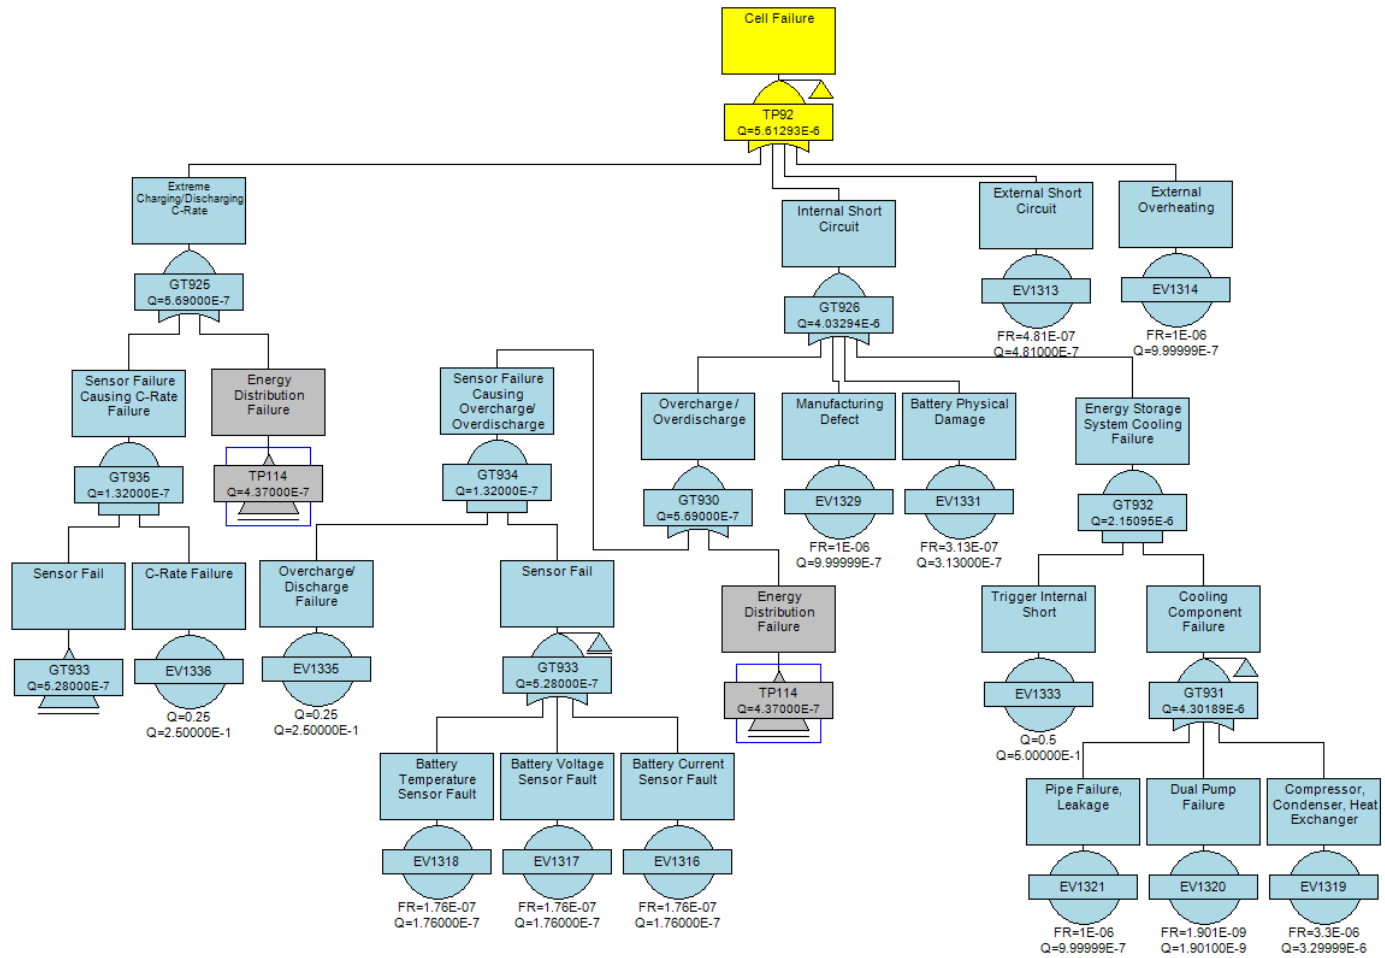 Cell Failure
TP92
Q=5.61293E-6
Extreme
Charging/Discharging
C-Rate
GT925
Q=5.69000E-7
Internal Short
Circuit
GT926
Q=4.03294E-6
External Short
Circuit
EV1313
FR=4.81E-07
Q=4.81000E-7
External
Overheating
EV1314
FR=1E-06
Q=9.99999E-7
Sensor Failure
Causing C-Rate
Failure
GT935
Q=1.32000E-7
Energy
Distribution
Failure
TP114
Q=4.37000E-7
Sensor Failure
Causing
Overcharge/
Overdischarge
GT934
Q=1.32000E-7
Overcharge /
Overdischarge
GT930
Q=5.69000E-7
Manufacturing
Defect
EV1329
FR=1E-06
Q=9.99999E-7
Battery Physical
Damage
EV1331
FR=3.13E-07
Q=3.13000E-7
Energy Storage
System Cooling
Failure
GT932
Q=2.15095E-6
Sensor Fail
GT933
Q=5.28000E-7
C-Rate Failure
EV1336
Q=0.25
Q=2.50000E-1
Overcharge/
Discharge
Failure
EV1335
Q=0.25
Q=2.50000E-1
Sensor Fail
GT933
Q=5.28000E-7
Energy
Distribution
Failure
TP114
Q=4.37000E-7
Trigger Internal
Short
EV1333
Q=0.5
Q=5.00000E-1
Cooling
Component
Failure
GT931
Q=4.30189E-6
Battery
Temperature
Sensor Fault
EV1318
FR=1.76E-07
Q=1.76000E-7
Battery Voltage
Sensor Fault
EV1317
FR=1.76E-07
Q=1.76000E-7
Battery Current
Sensor Fault
EV1316
FR=1.76E-07
Q=1.76000E-7
Pipe Failure,
Leakage
EV1321
FR=1E-06
Q=9.99999E-7
Dual Pump
Failure
EV1320
FR=1.901E-09
Q=1.90100E-9
Compressor,
Condenser, Heat
Exchanger
EV1319
FR=3.3E-06
Q=3.29999E-6